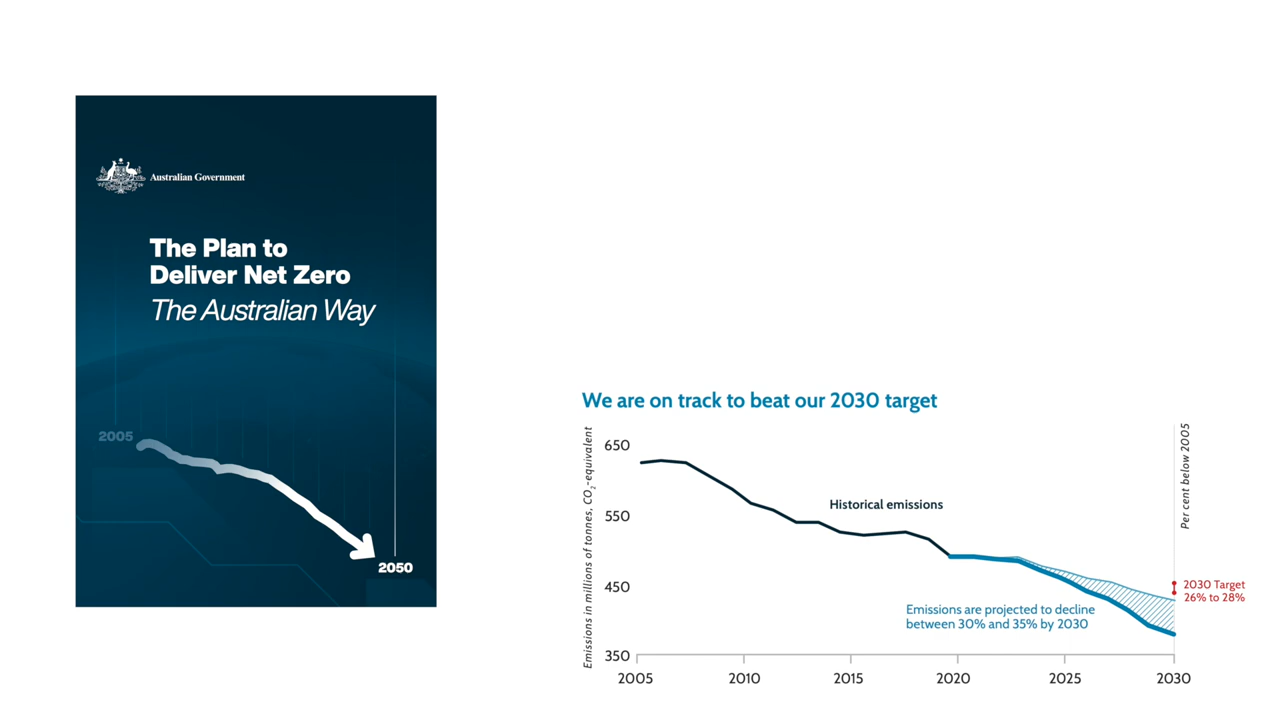 Australian Government
The Plan to
Deliver Net Zero
The Australian Way
2005
2050
We are on track to beat our 2030 target
Emissions in millions of tonnes, CO₂-equivalent
650
550
450
350
Historical emissions
Emissions are projected to decline
between 30% and 35% by 2030
Per cent below 2005
2030 Target
26% to 28%
2005 2010 2015 2020 2025 2030